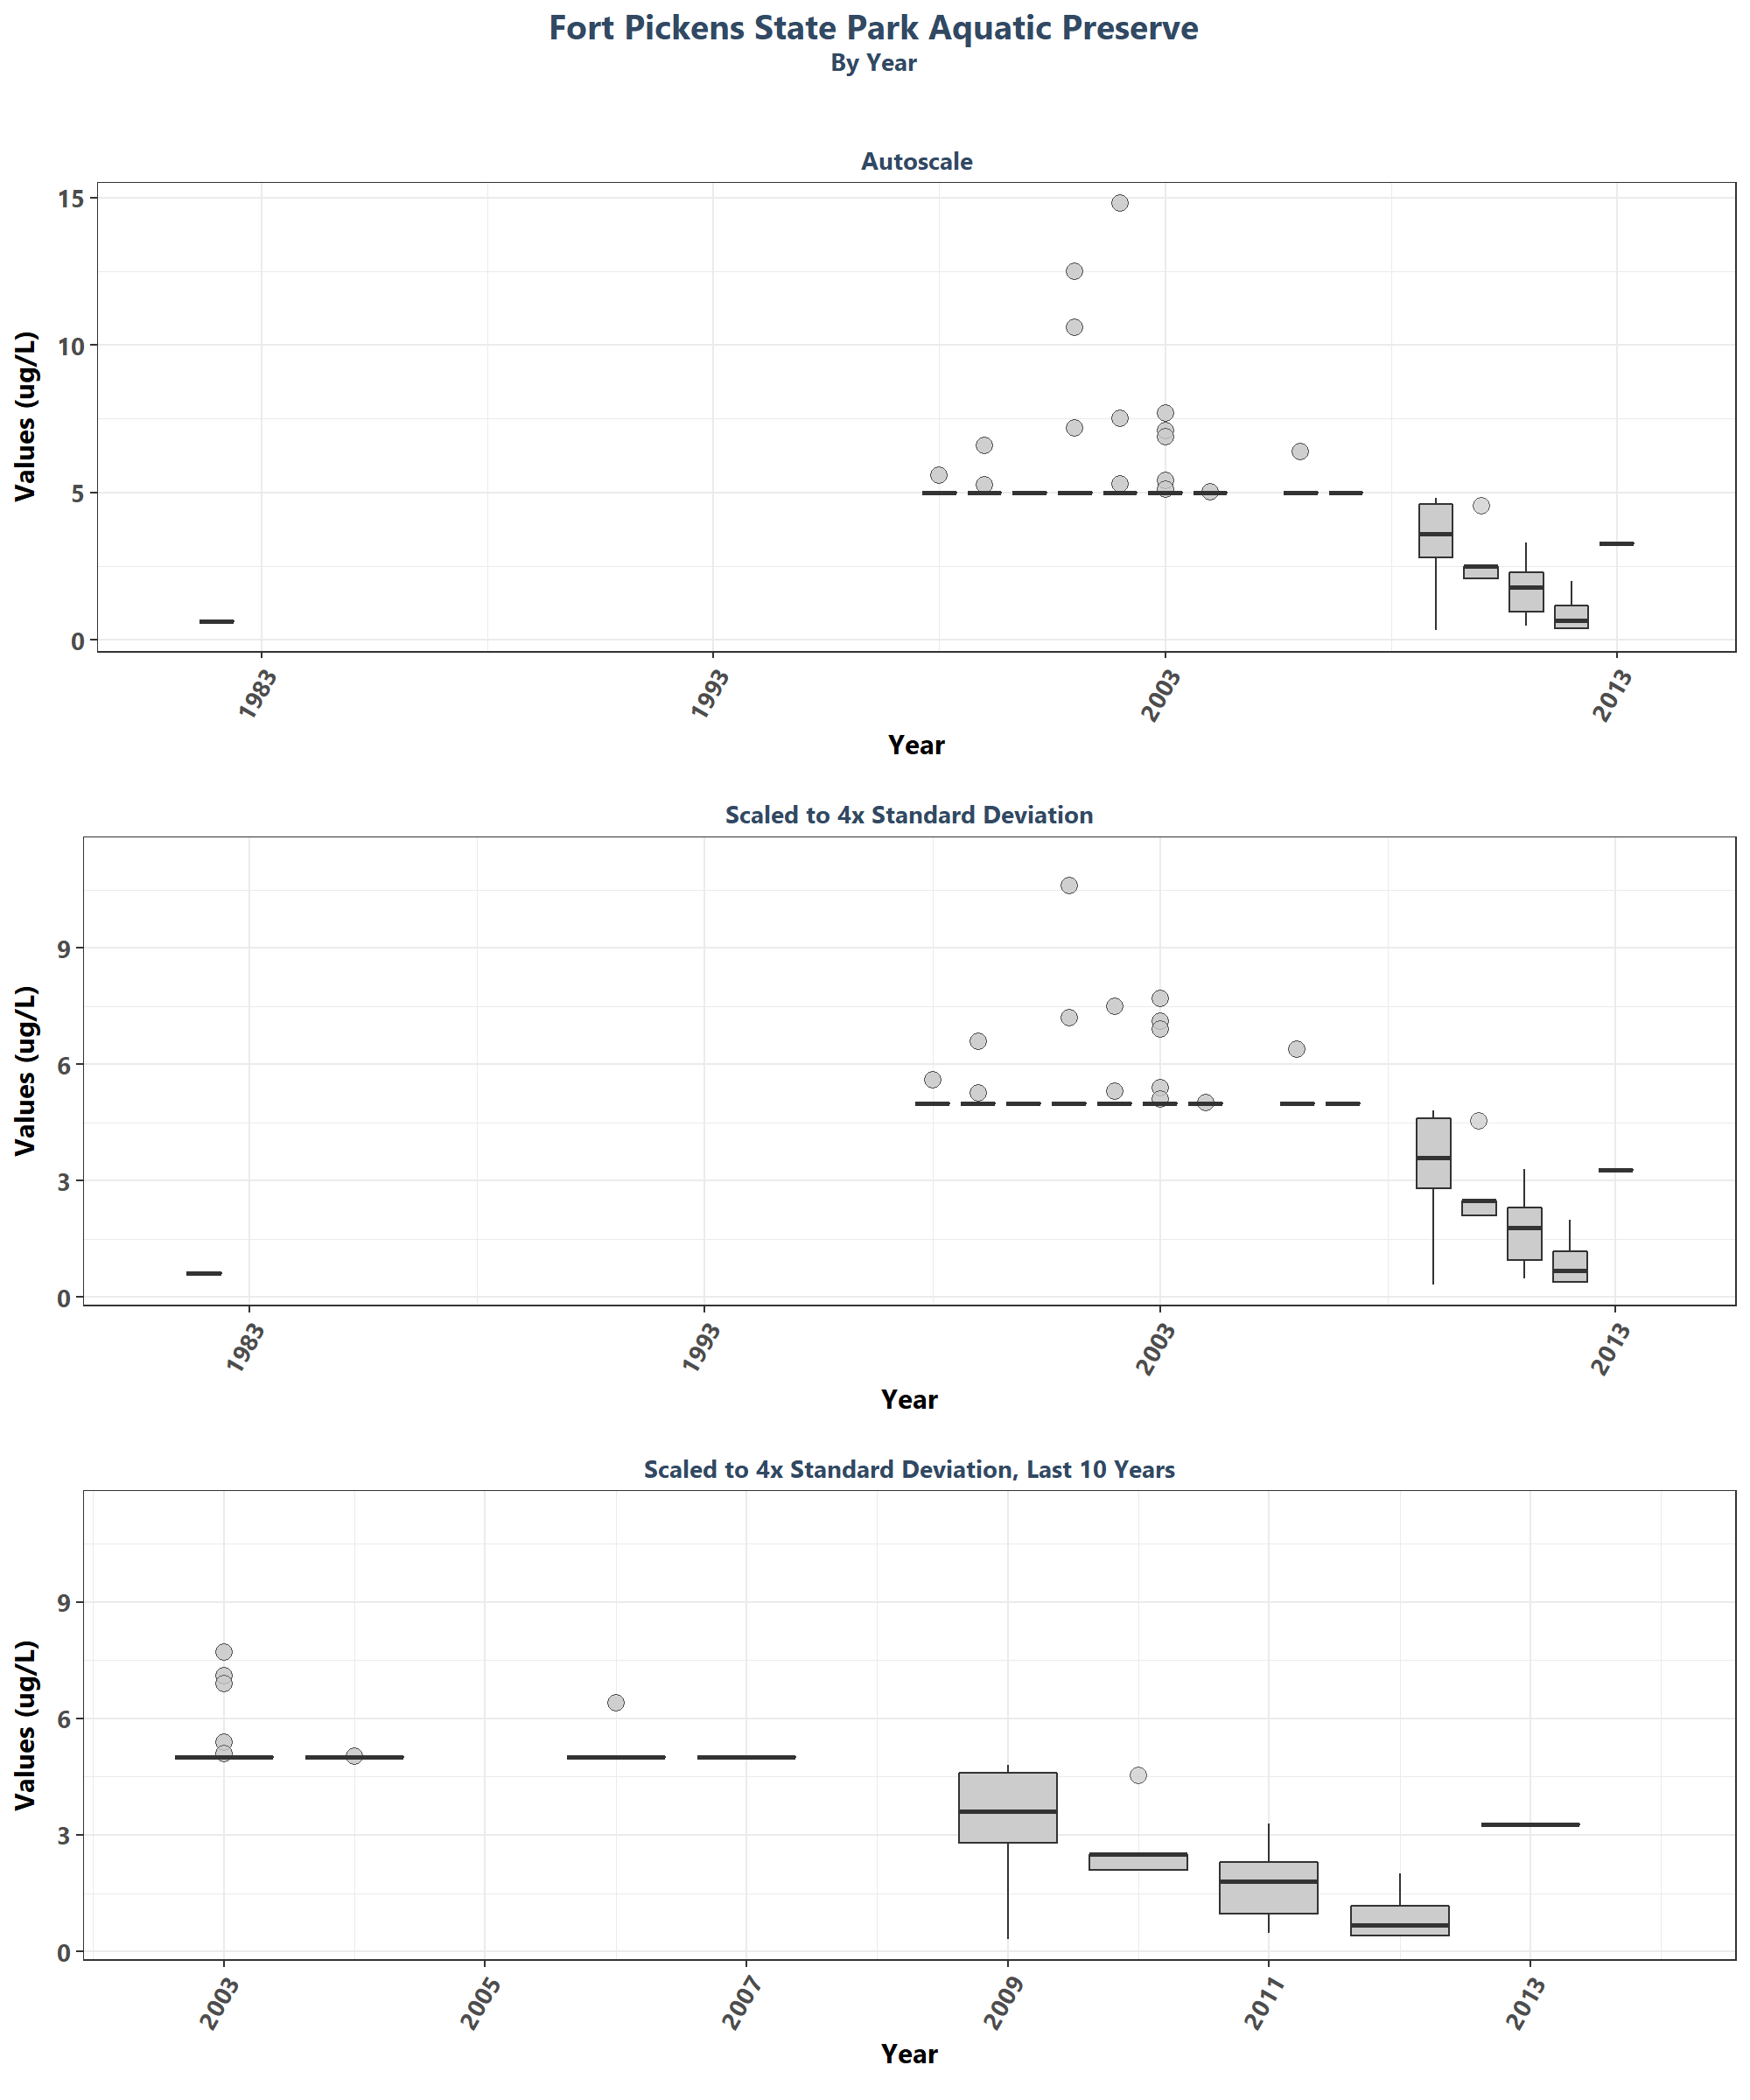 Fort Pickens State Park Aquatic Preserve
By Year
Autoscale
Values (ug/L)
15
10
5
0
1983
1993
2003
2013
Year
Scaled to 4x Standard Deviation
Values (ug/L)
9
6
3
0
1983
1993
2003
2013
Year
Scaled to 4x Standard Deviation, Last 10 Years
Values (ug/L)
9
6
3
0
2003
2005
2007
2009
2011
2013
Year